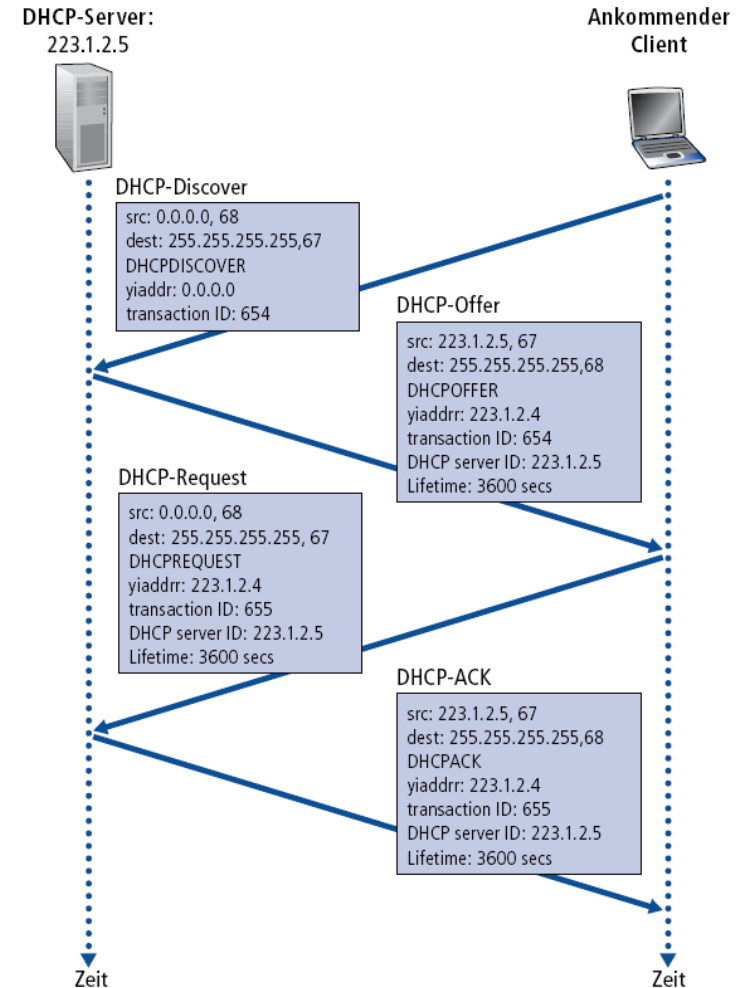 DHCP-Server:
223.1.2.5
Ankommender
Client
DHCP-Discover
src: 0.0.0.0, 68
dest: 255.255.255.255,67
DHCPDISCOVER
yiaddr: 0.0.0.0
transaction ID: 654
DHCP-Offer
src: 223.1.2.5, 67
dest: 255.255.255.255,68
DHCPOFFER
yiaddrr: 223.1.2.4
transaction ID: 654
DHCP server ID: 223.1.2.5
Lifetime: 3600 secs
DHCP-Request
src: 0.0.0.0, 68
dest: 255.255.255.255, 67
DHCPREQUEST
yiaddrr: 223.1.2.4
transaction ID: 655
DHCP server ID: 223.1.2.5
Lifetime: 3600 secs
DHCP-ACK
src: 223.1.2.5, 67
dest: 255.255.255.255,68
DHCPACK
yiaddrr: 223.1.2.4
transaction ID: 655
DHCP server ID: 223.1.2.5
Lifetime: 3600 secs
Zeit
Zeit